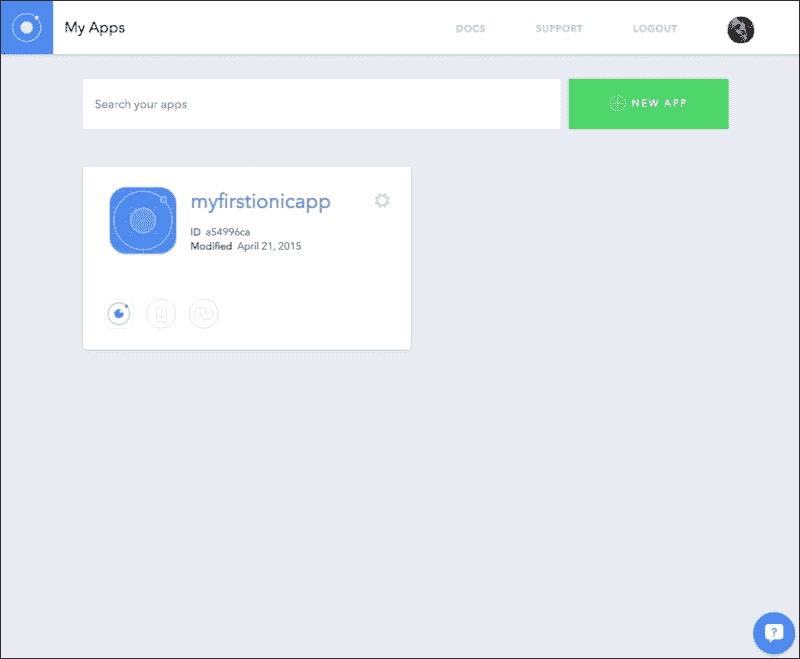 My Apps
DOCS
SUPPORT
LOGOUT
Search your apps
NEW APP
myfirstionicapp
ID a54996ca
Modified April 21, 2015
?